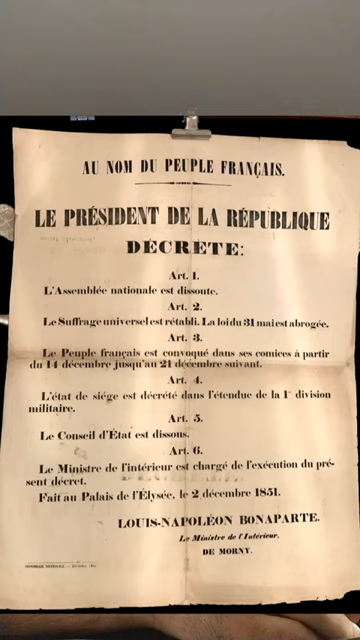 AU NOM DU PEUPLE FRANÇAIS.
LE PRÉSIDENT DE LA RÉPUBLIQUE
DÉCRÈTE:
Art. 1.
L'Assemblée nationale est dissoute.
Art. 2.
Le Suffrage universel est rétabli. La loi du 31 mai est abrogée.
Art. 3.
Le Peuple français est convoqué dans ses comices à partir
du 14 décembre jusqu'au 21 décembre suivant.
Art. 4.
L'état de siége est décrété dans l'étendue de la 1re division
militaire.
Art. 5.
Le Conseil d'État est dissous.
Art. 6.
Le Ministre de l'intérieur est chargé de l'exécution du pré-
sent décret.
Fait au Palais de l'Élysée, le 2 décembre 1851.
LOUIS-NAPOLÉON BONAPARTE.
Le Ministre de l'Intérieur,
DE MORNY.